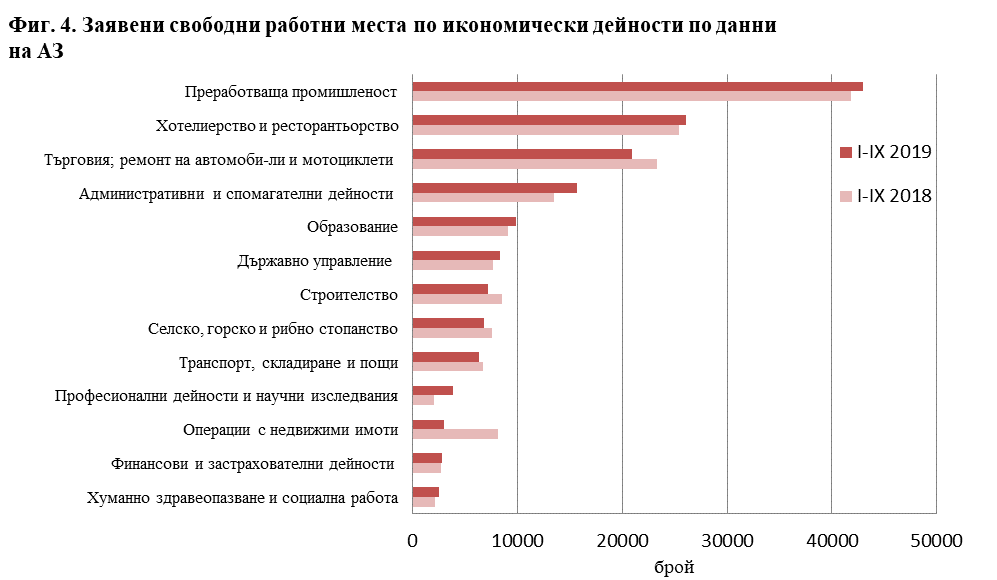 Фиг. 4. Заявени свободни работни места по икономически дейности по данни
на АЗ
Преработваща промишленост
Хотелиерство и ресторантьорство
Търговия; ремонт на автомоби-ли и мотоциклети
Административни и спомагателни дейности
Образование
Държавно управление
Строителство
Селско, горско и рибно стопанство
Транспорт, складиране и пощи
Професионални дейности и научни изследвания
Операции с недвижими имоти
Финансови и застрахователни дейности
Хуманно здравеопазване и социална работа
I-IX 2019
I-IX 2018
0 10000 20000 30000 40000 50000
брой